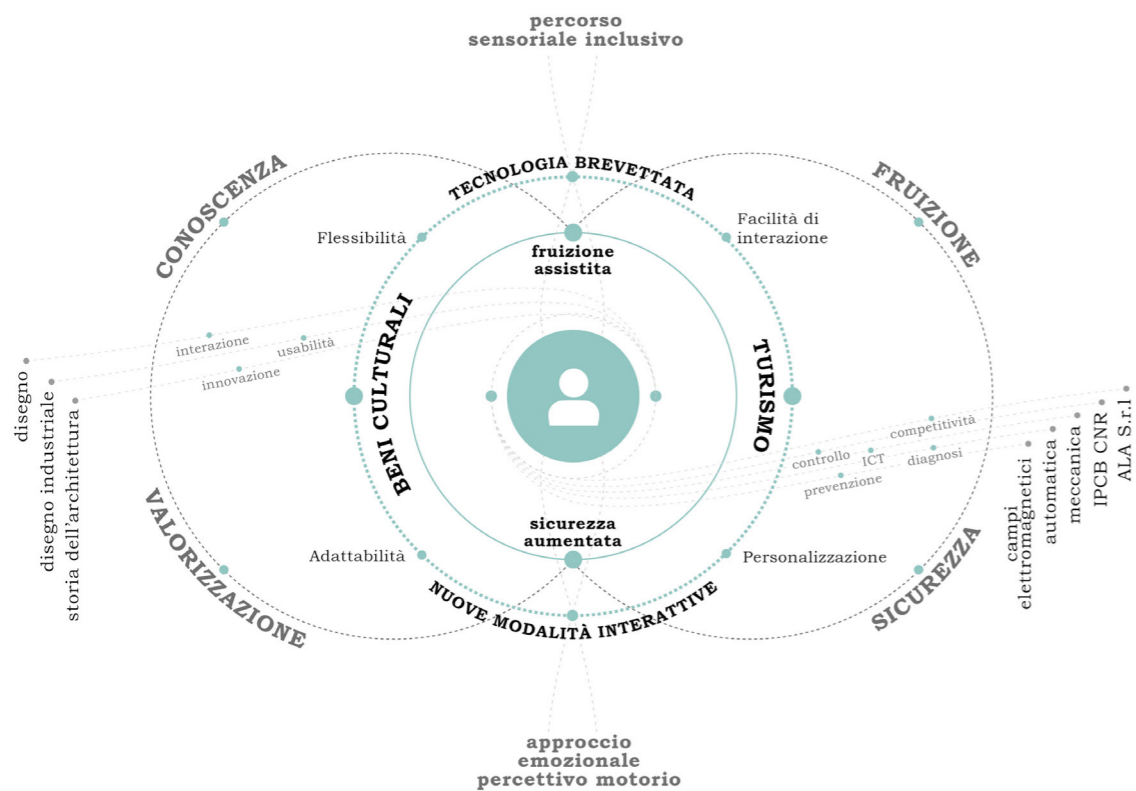 percorso
sensoriale inclusivo
TECNOLOGIA BREVETTATA
CONOSCENZA
FRUIZIONE
Flessibilità
Facilità di
interazione
fruizione
assistita
BENI CULTURALI
TURISMO
interazione
usabilità
innovazione
disegno
disegno industriale
storia dell'architettura
competitività
controllo
ICT
diagnosi
prevenzione
campi
elettromagnetici
automatica
meccanica
IPCB CNR
ALA S.r.l
sicurezza
aumentata
Adattabilità
Personalizzazione
VALORIZZAZIONE
SICUREZZA
NUOVE MODALITÀ INTERATTIVE
approccio
emozionale
percettivo motorio